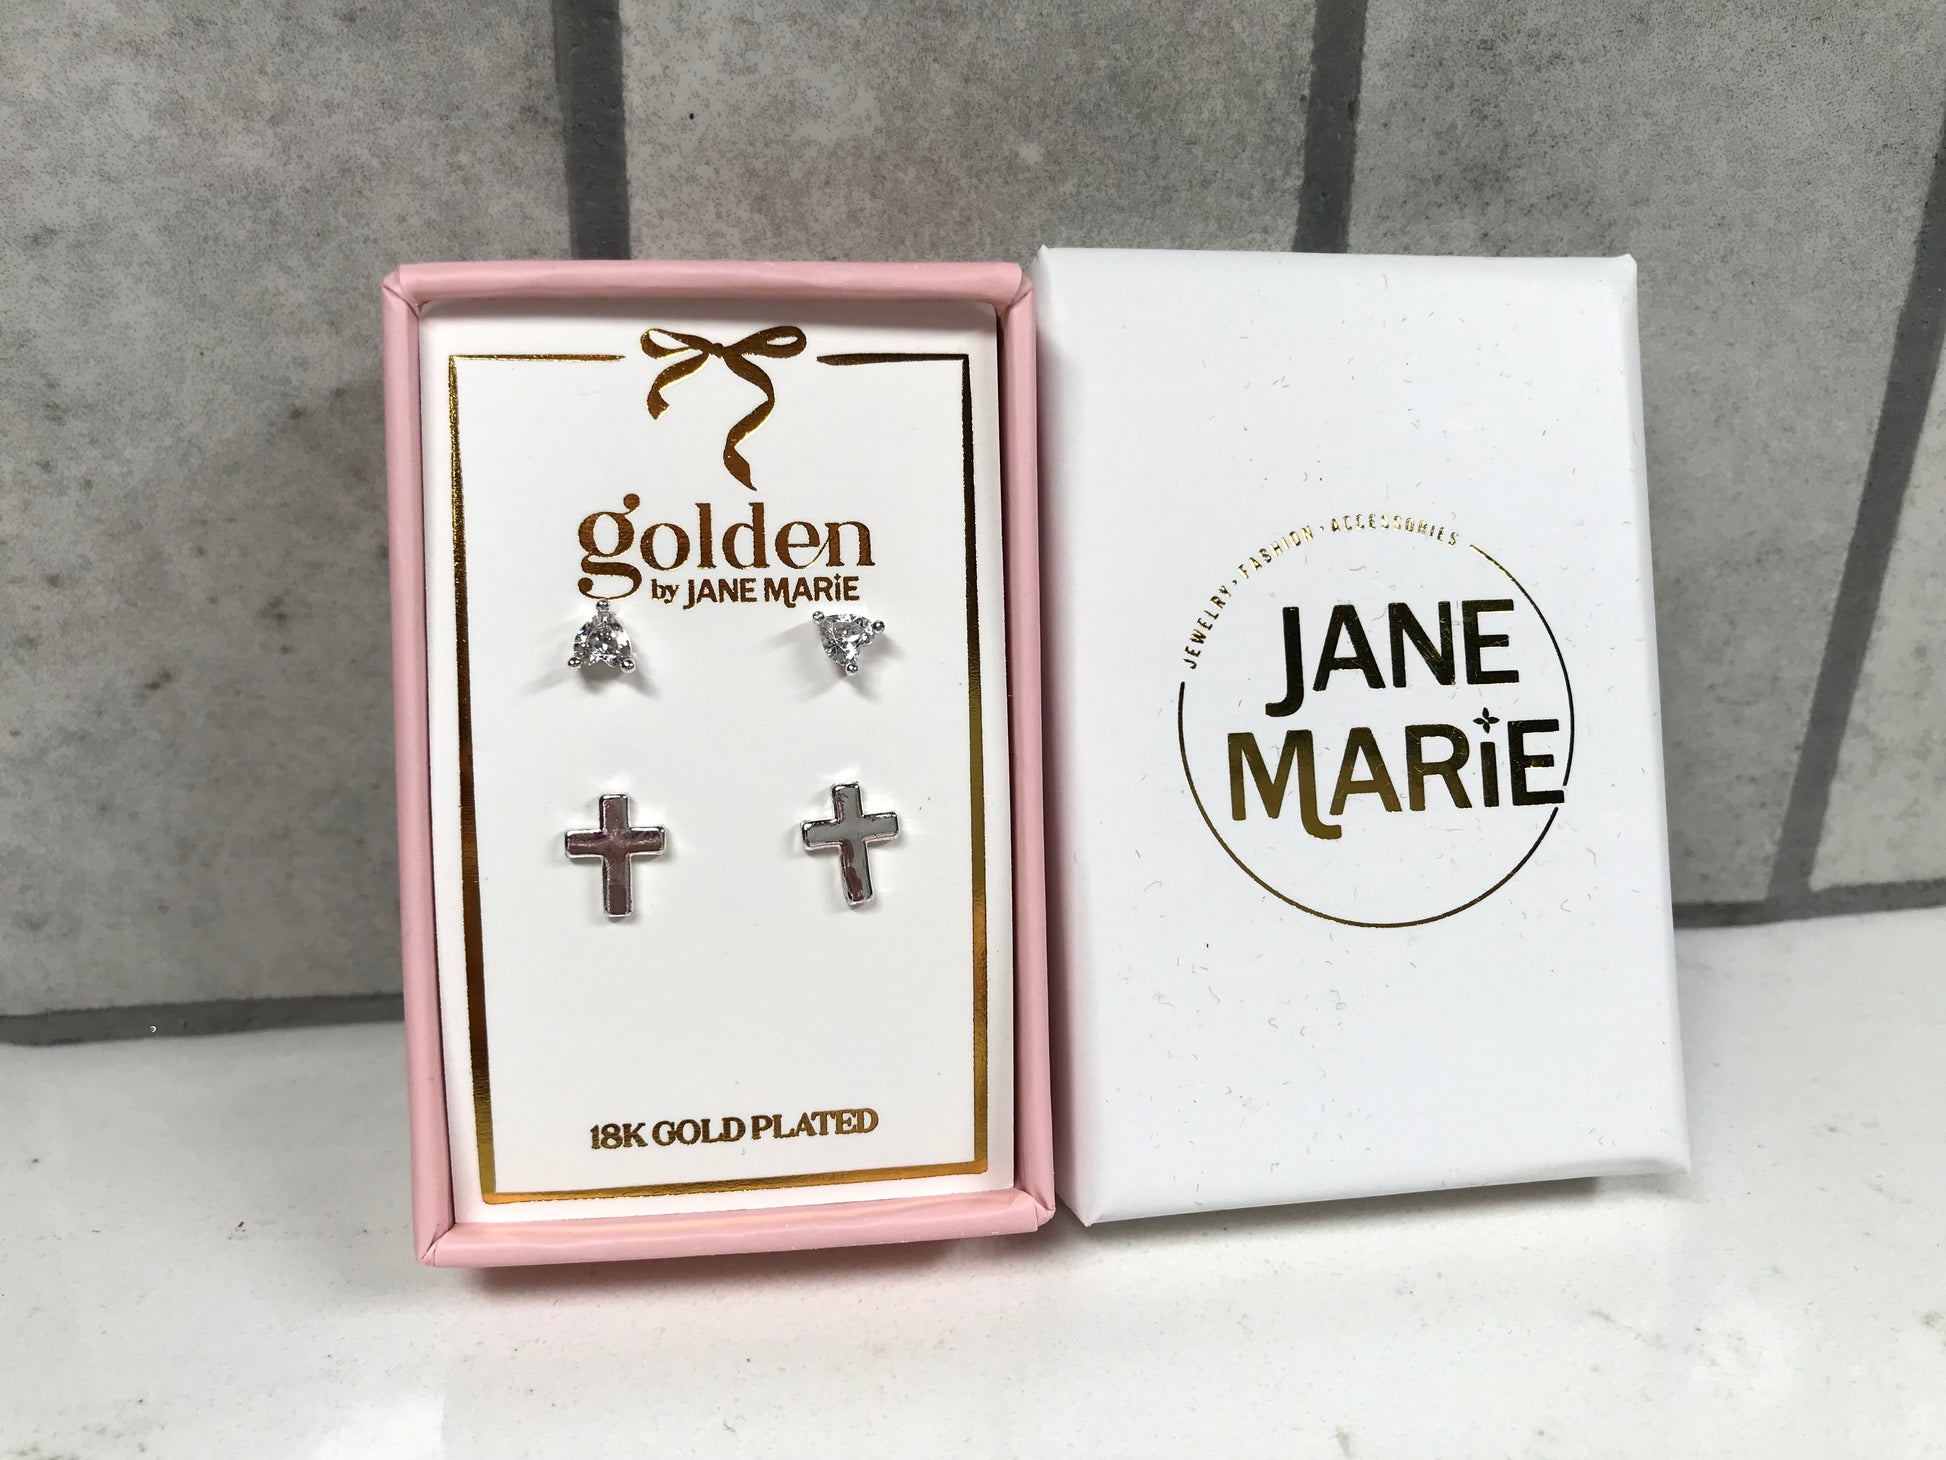 golden
by JANE MARiE
18K GOLD PLATED
JEWELRY · FASHION · ACCESSORIES
JANE
MARiE